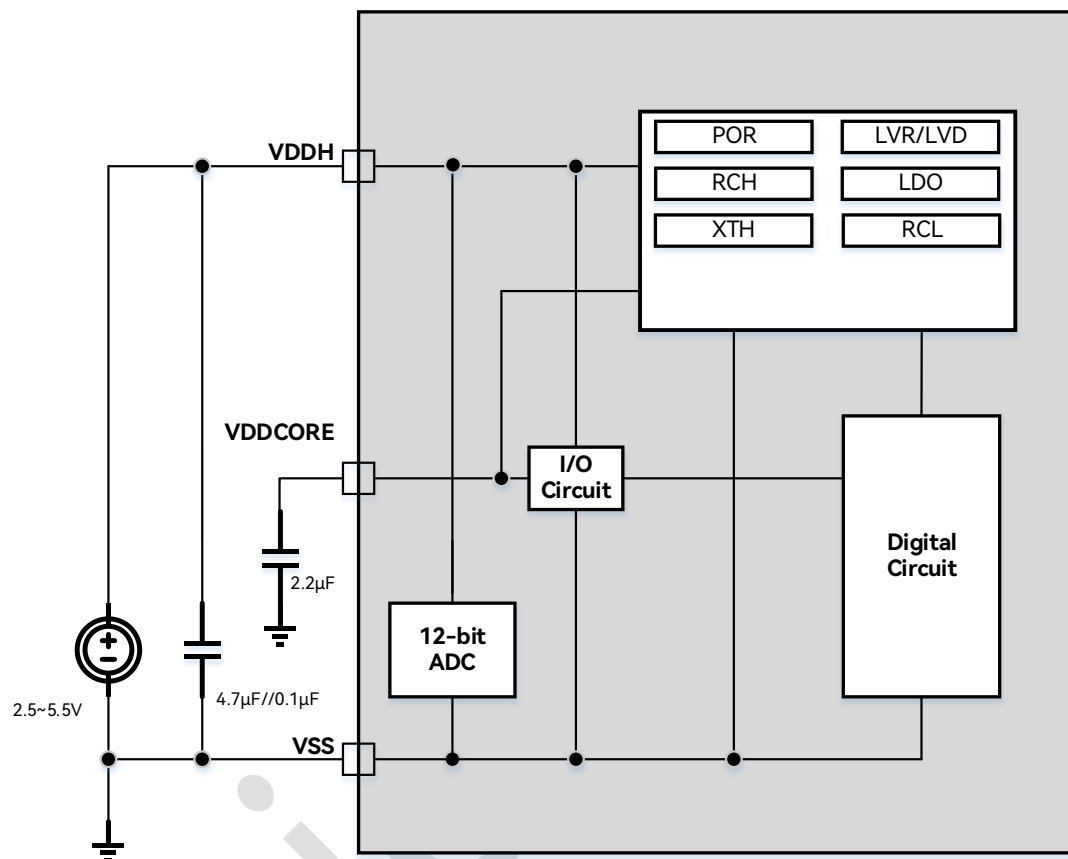 POR
LVR/LVD
VDDH
RCH
LDO
XTH
RCL
VDDCORE
I/O
Circuit
Digital
Circuit
2.2μF
12-bit
ADC
+
−
4.7μF//0.1μF
2.5~5.5V
VSS